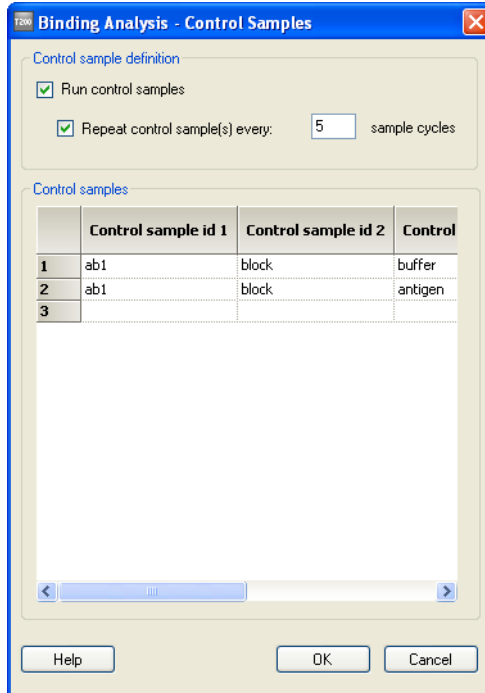 T200 Binding Analysis - Control Samples
Control sample definition
Run control samples
Repeat control sample(s) every: 5 sample cycles
Control samples
Control sample id 1 Control sample id 2 Control
1 ab1 block buffer
2 ab1 block antigen
3
Help OK Cancel